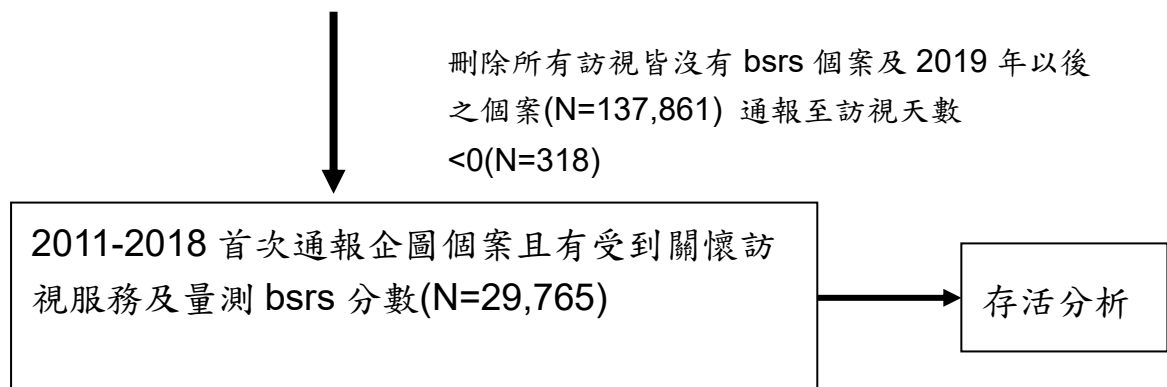 刪除所有訪視皆沒有 bsrs 個案及 2019 年以後
之個案(N=137,861) 通報至訪視天數
<0(N=318)
2011-2018 首次通報企圖個案且有受到關懷訪
視服務及量測 bsrs 分數(N=29,765)
存活分析